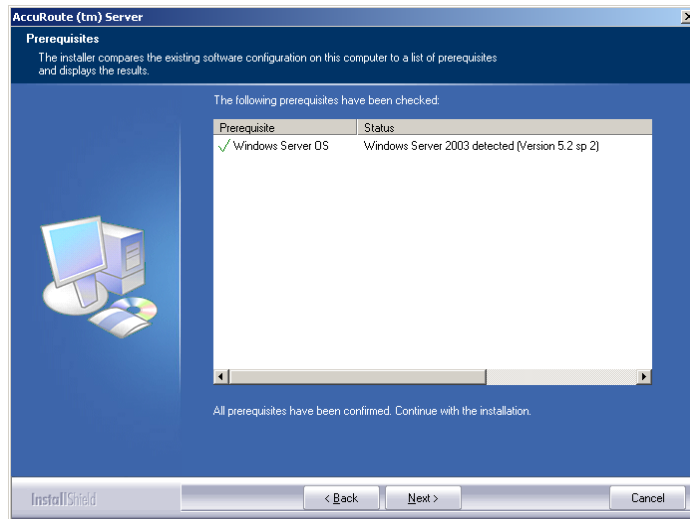 AccuRoute (tm) Server
Prerequisites
The installer compares the existing software configuration on this computer to a list of prerequisites
and displays the results.
The following prerequisites have been checked:
Prerequisite Status
Windows Server OS Windows Server 2003 detected (Version 5.2 sp 2)
All prerequisites have been confirmed. Continue with the installation.
InstallShield
< Back Next > Cancel